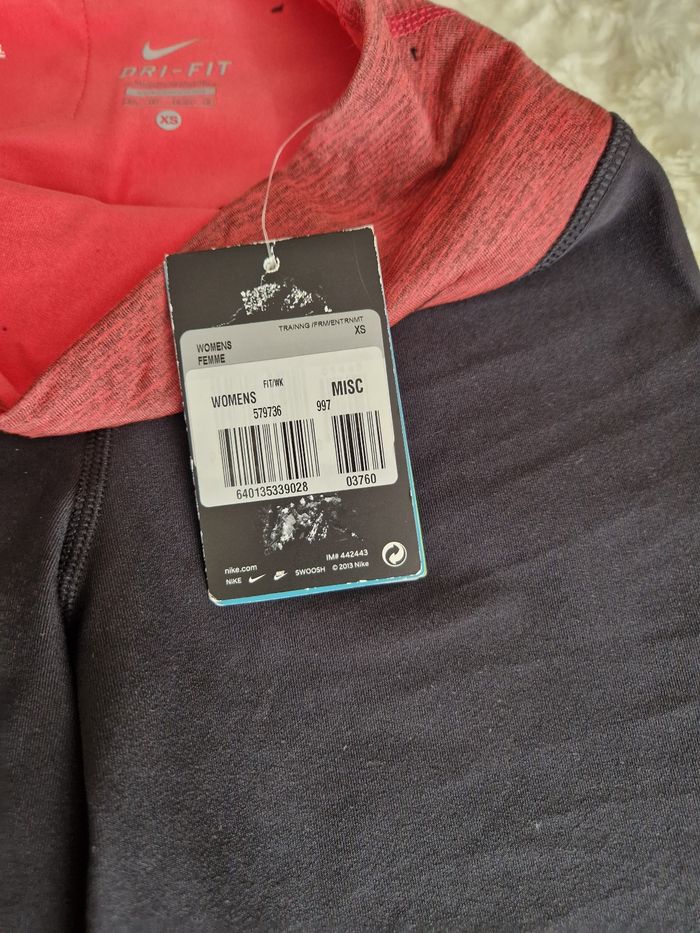 DRI-FIT
XS
TRAINNG /FRM/ENTRNMT
XS
WOMENS
FEMME
FIT/WK
WOMENS
MISC
579736
997
640135339028
03760
IM# 442443
nike.com
NIKE
SWOOSH
© 2013 Nike